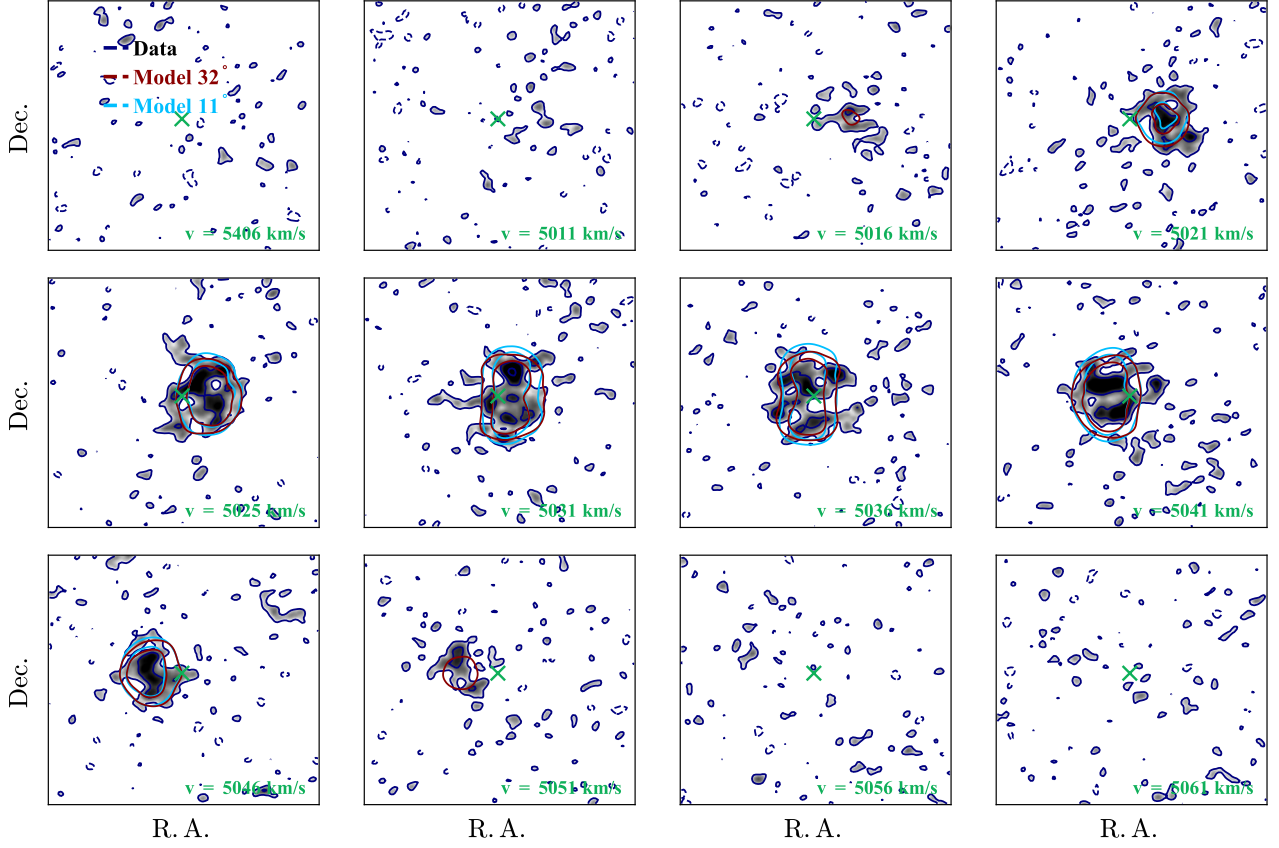 Data
Model 32°
Model 11°
Dec.
v = 5406 km/s
v = 5011 km/s
v = 5016 km/s
v = 5021 km/s
Dec.
v = 5025 km/s
v = 5031 km/s
v = 5036 km/s
v = 5041 km/s
Dec.
v = 5046 km/s
v = 5051 km/s
v = 5056 km/s
v = 5061 km/s
R. A.
R. A.
R. A.
R. A.